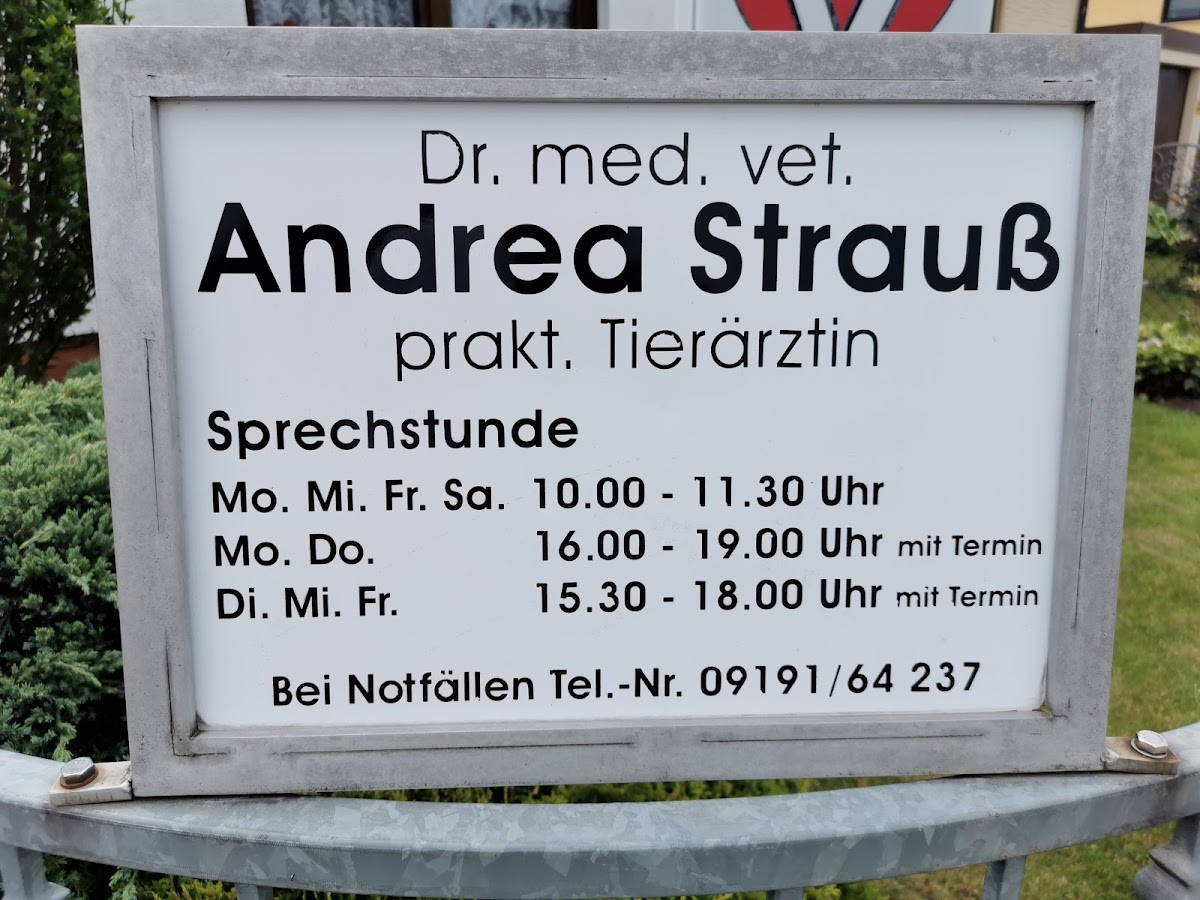 Dr. med. vet.
Andrea Strauß
prakt. Tierärztin
Sprechstunde
Mo. Mi. Fr. Sa. 10.00 - 11.30 Uhr
Mo. Do. 16.00 - 19.00 Uhr mit Termin
Di. Mi. Fr. 15.30 - 18.00 Uhr mit Termin
Bei Notfällen Tel.-Nr. 09191/64 237